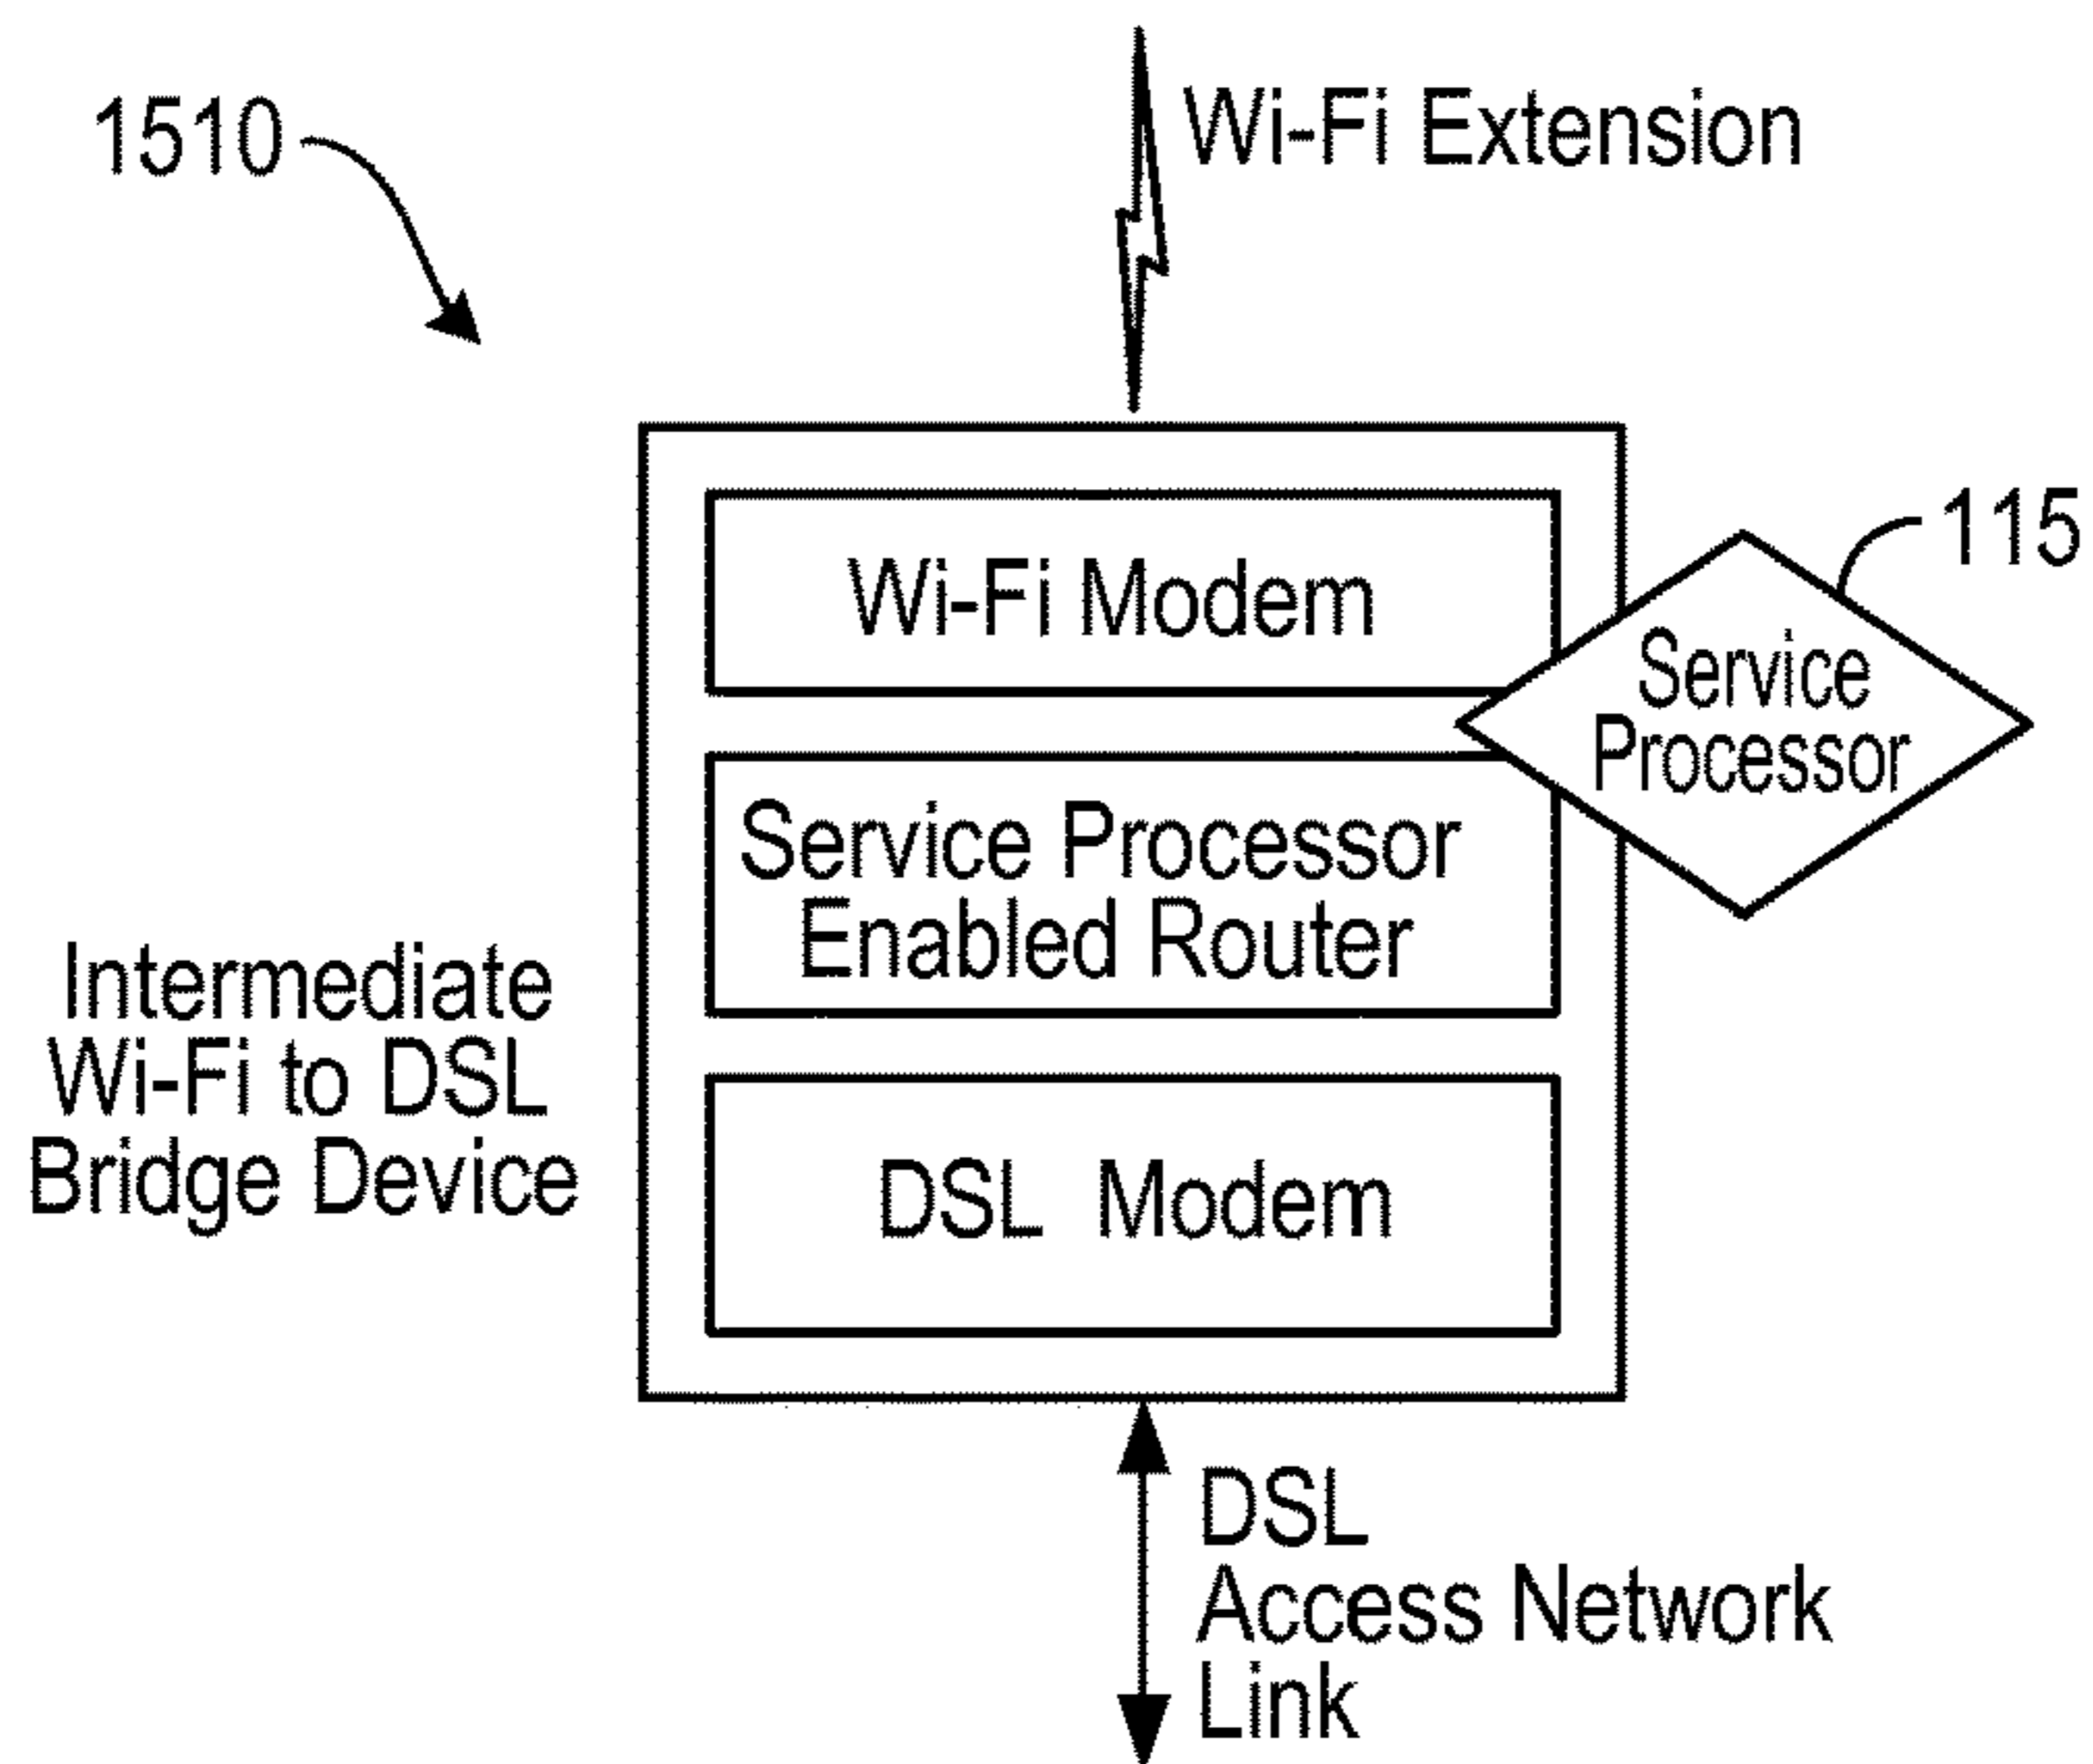 1510
Wi-Fi Extension
Wi-Fi Modem
115
Service
Processor
Service Processor
Enabled Router
Intermediate
Wi-Fi to DSL
Bridge Device
DSL Modem
DSL
Access Network
Link